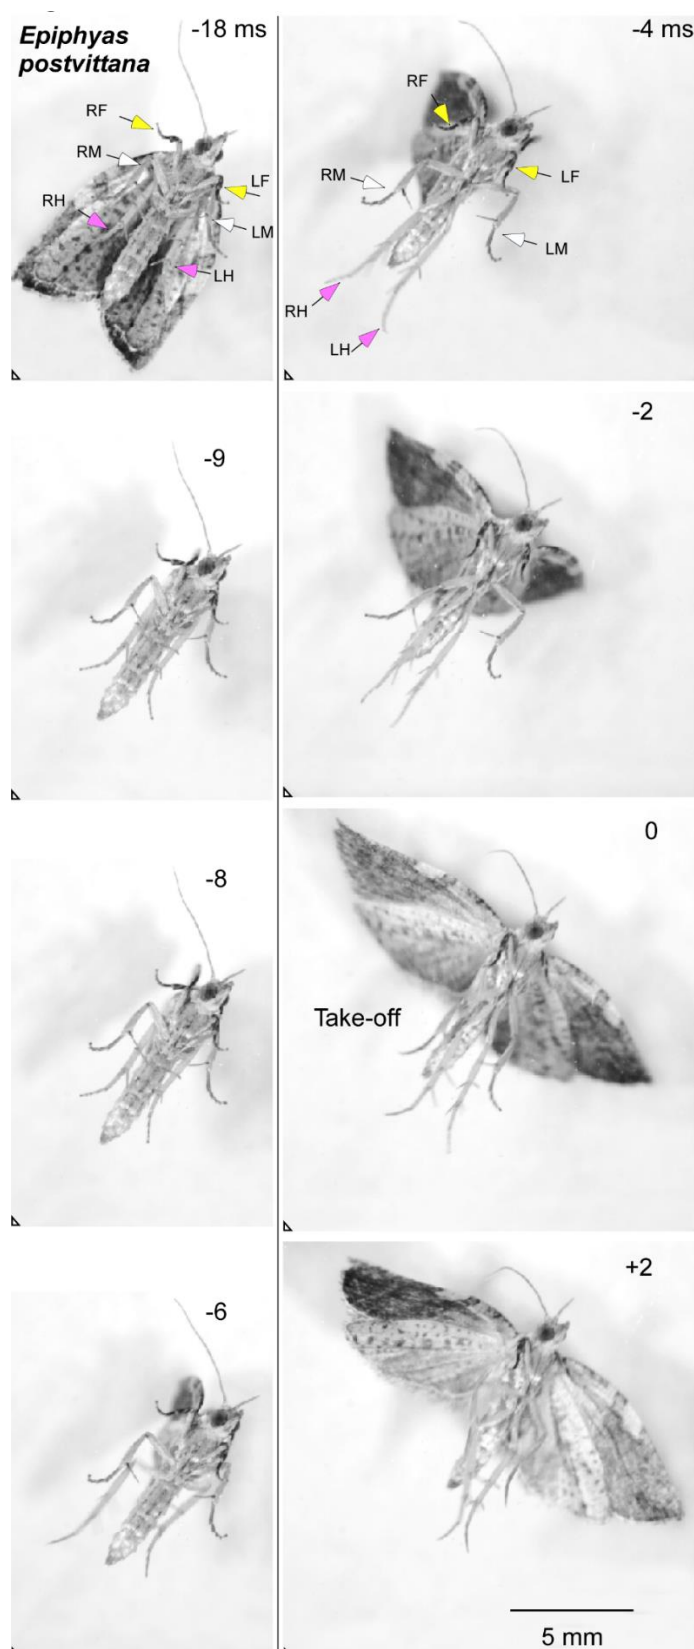 Epiphyas
postvittana
-18 ms
RF
RM
LF
RH
LM
LH
-9
-8
-6
-4 ms
RF
RM
LF
LM
RH
LH
-2
0
Take-off
+2
5 mm